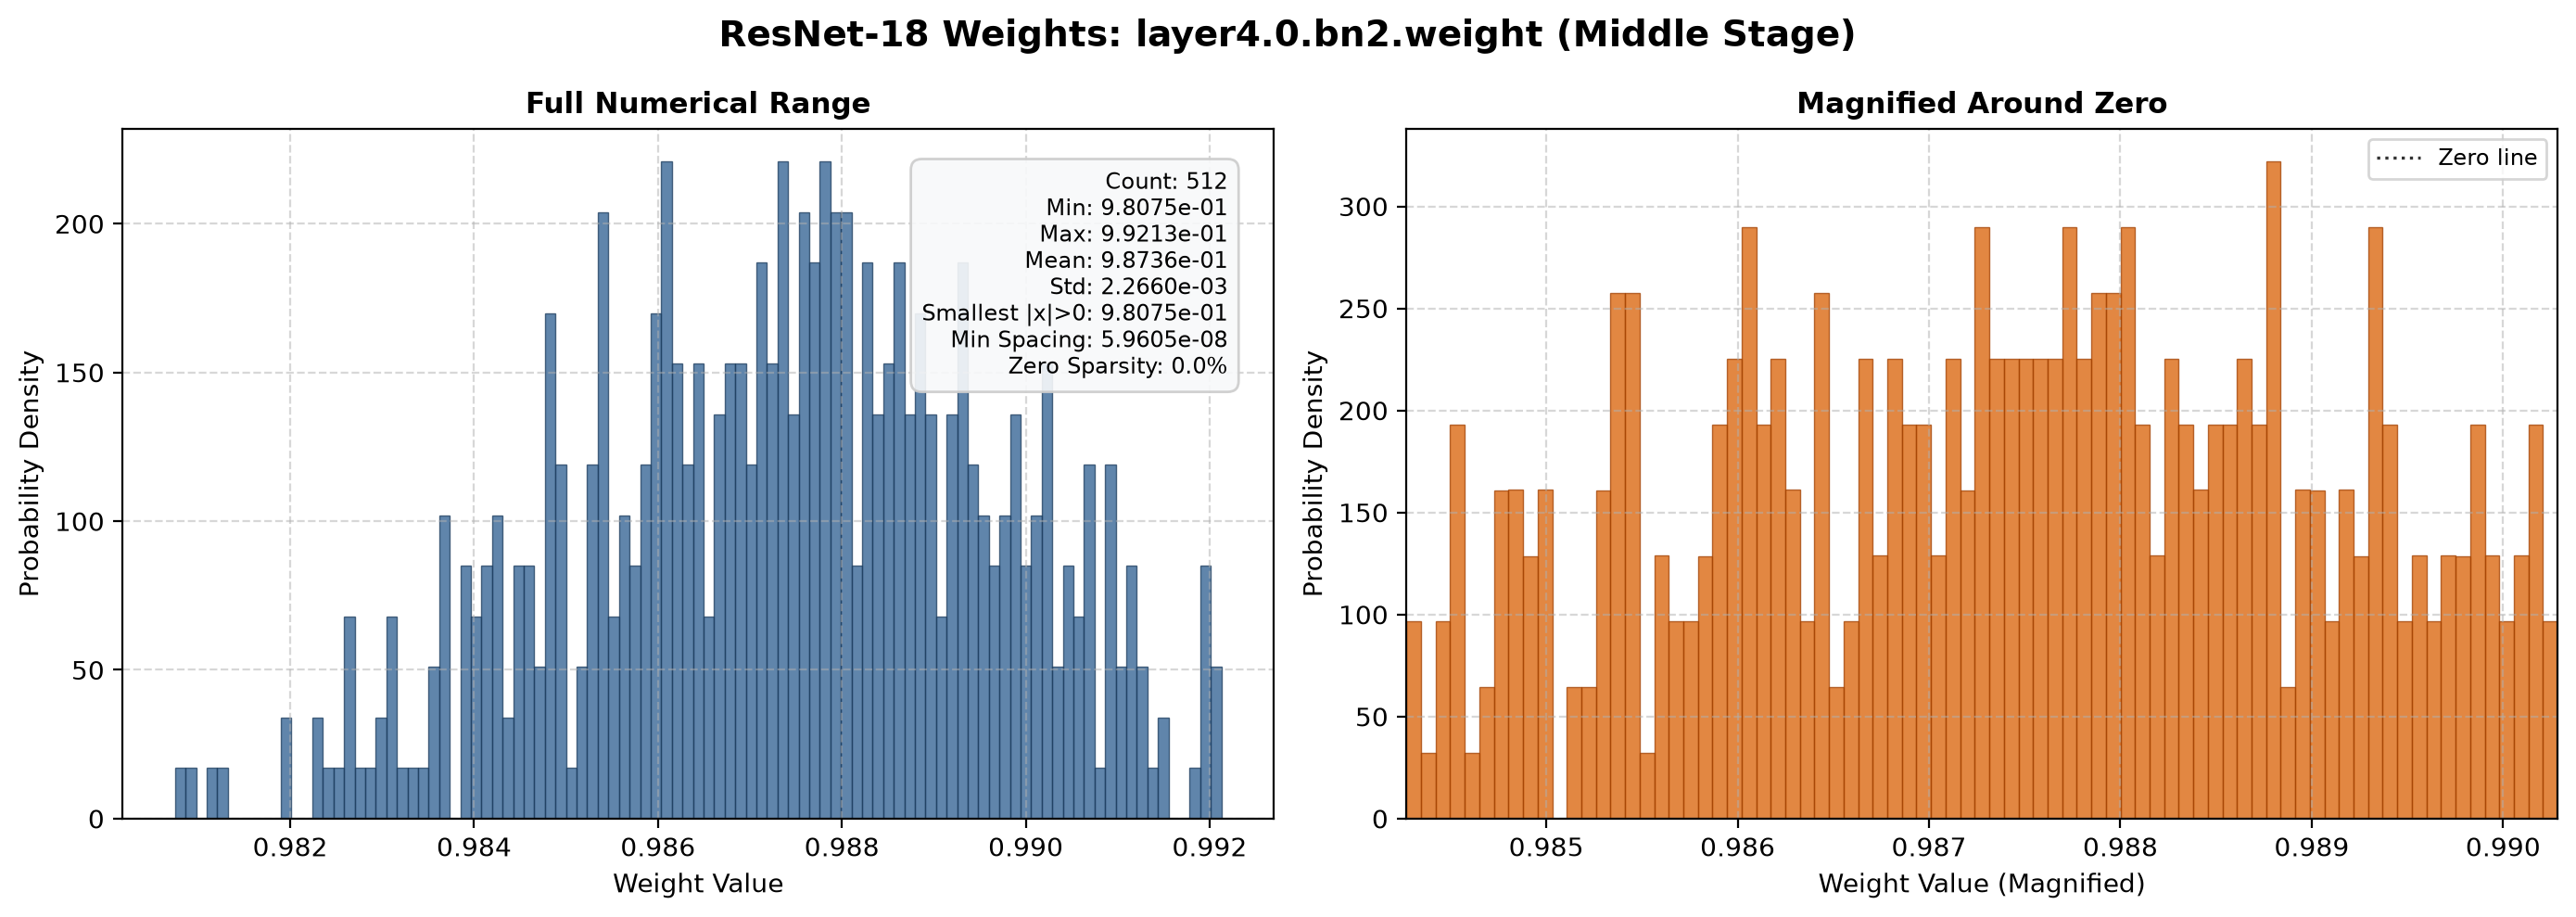 ResNet-18 Weights: layer4.0.bn2.weight (Middle Stage)
Full Numerical Range
Probability Density
200
150
100
50
0
0.982
0.984
0.986
0.988
0.990
0.992
Weight Value
Count: 512
Min: 9.8075e-01
Max: 9.9213e-01
Mean: 9.8736e-01
Std: 2.2660e-03
Smallest |x|>0: 9.8075e-01
Min Spacing: 5.9605e-08
Zero Sparsity: 0.0%
Magnified Around Zero
Probability Density
300
250
200
150
100
50
0
0.985
0.986
0.987
0.988
0.989
0.990
Weight Value (Magnified)
Zero line